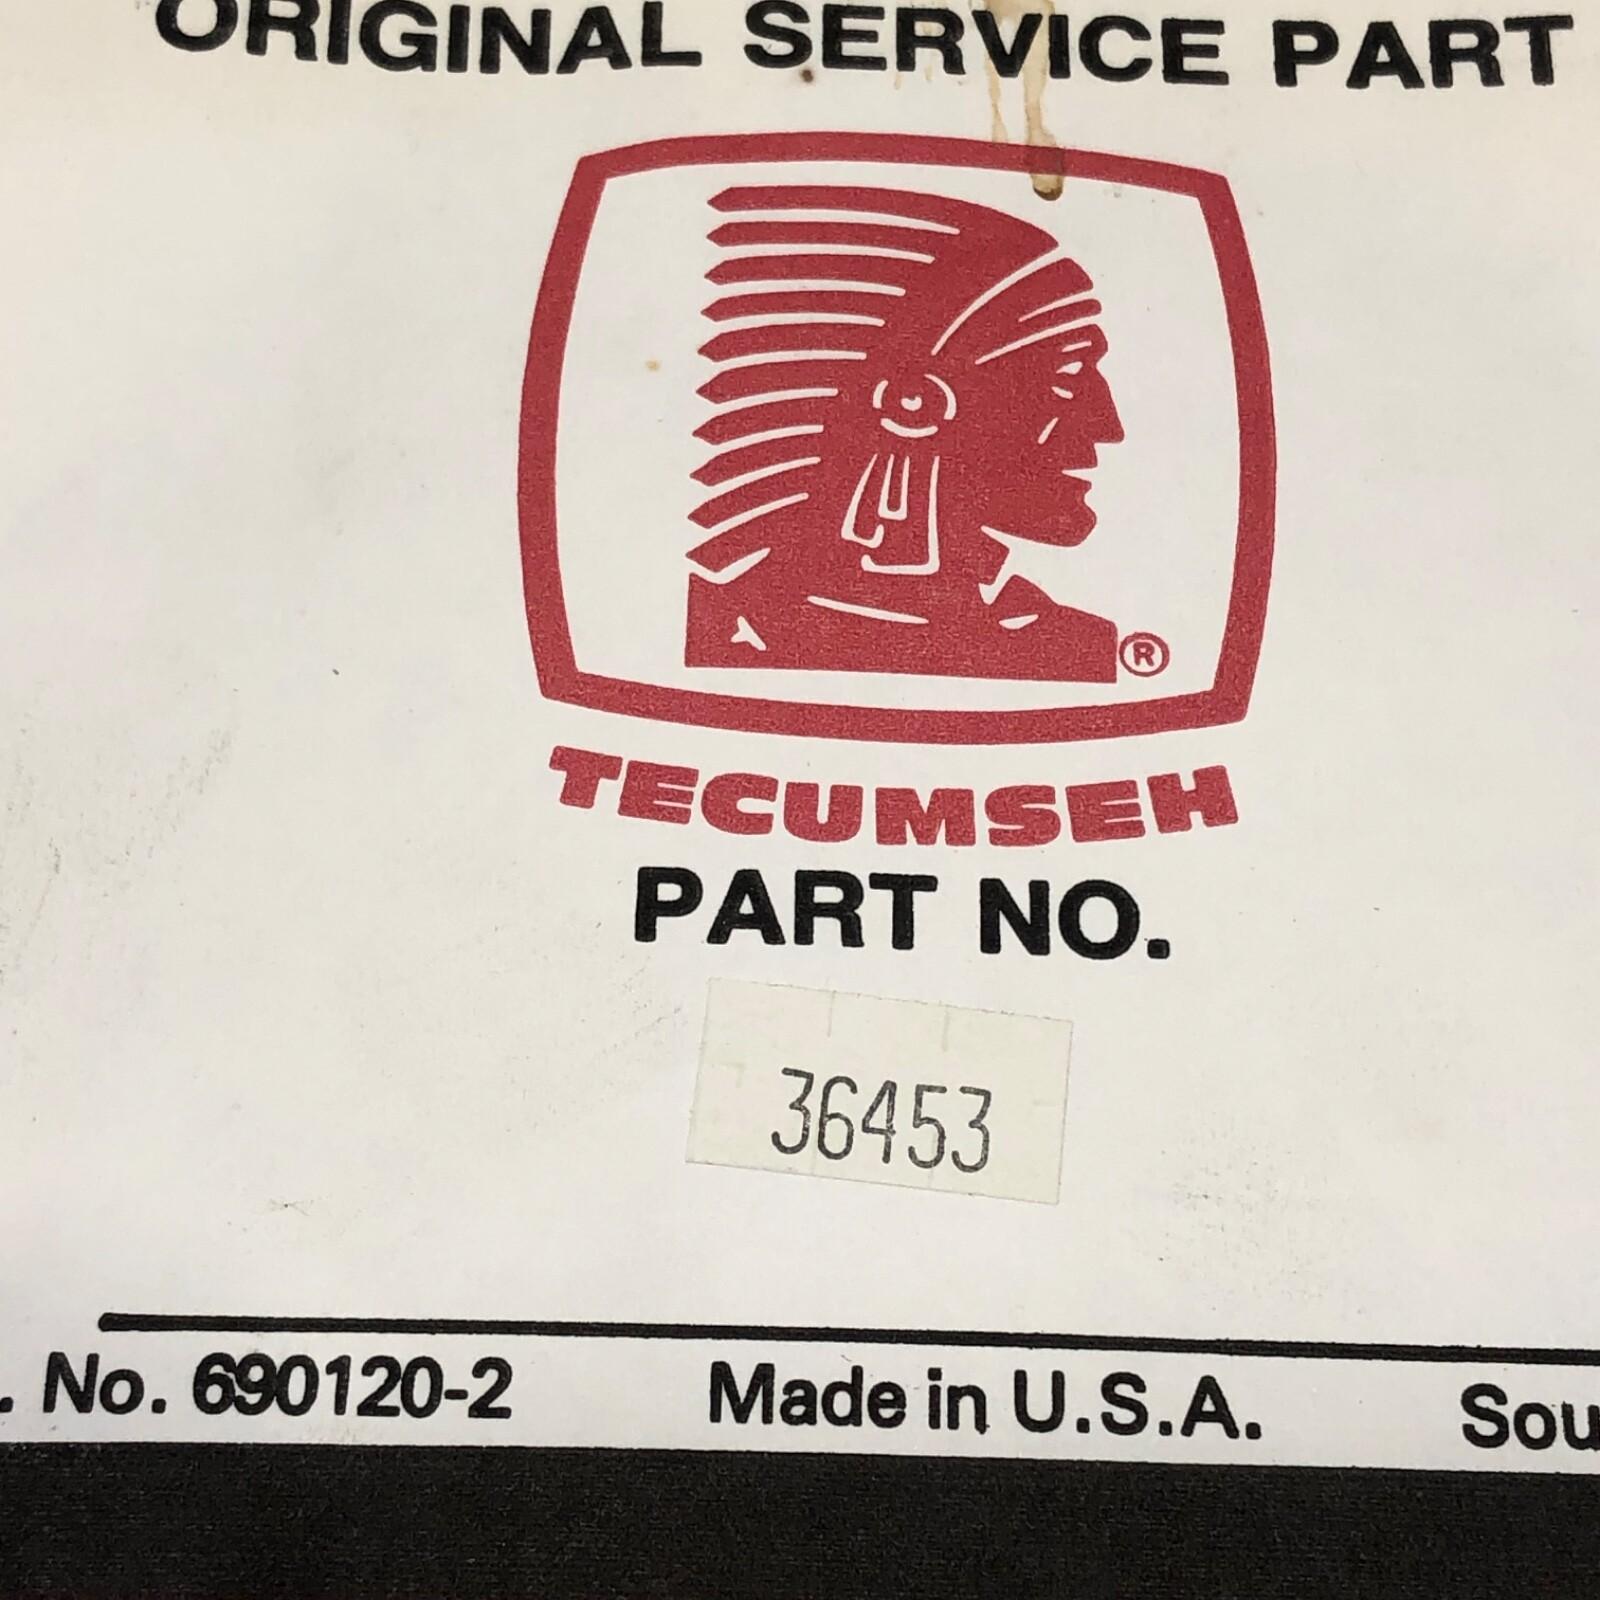 ORIGINAL SERVICE PART
®
TECUMSEH
PART NO.
36453
. No. 690120-2 Made in U.S.A.